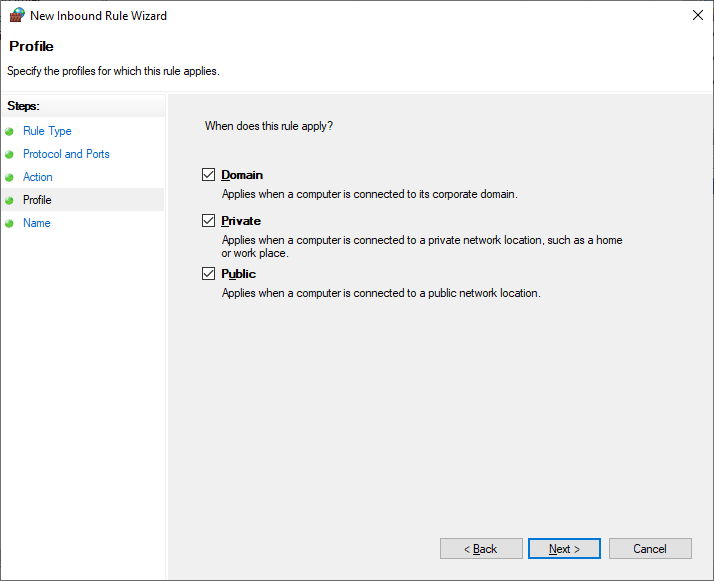 New Inbound Rule Wizard
Profile
Specify the profiles for which this rule applies.
Steps:
Rule Type
Protocol and Ports
Action
Profile
Name
When does this rule apply?
Domain
Applies when a computer is connected to its corporate domain.
Private
Applies when a computer is connected to a private network location, such as a home
or work place.
Public
Applies when a computer is connected to a public network location.
< Back
Next >
Cancel